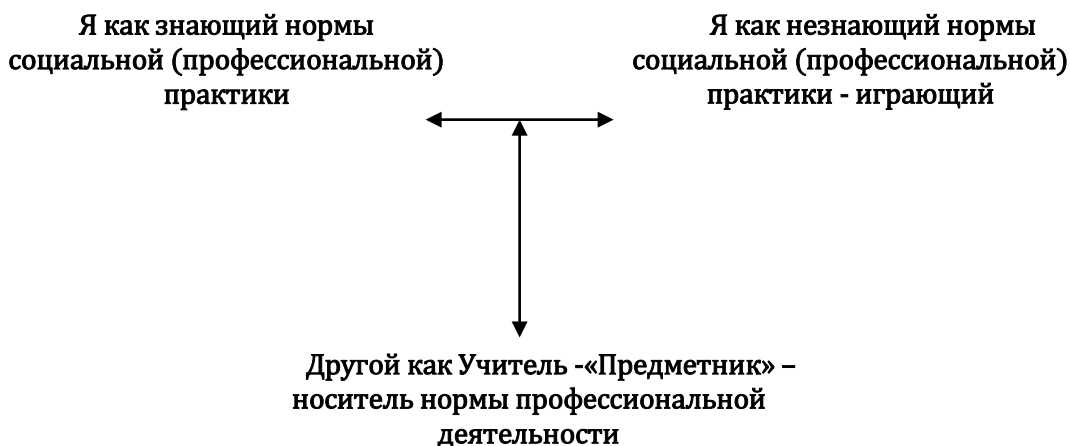 Я как знающий нормы
социальной (профессиональной)
практики
Я как незнающий нормы
социальной (профессиональной)
практики - играющий
Другой как Учитель -«Предметник» –
носитель нормы профессиональной
деятельности